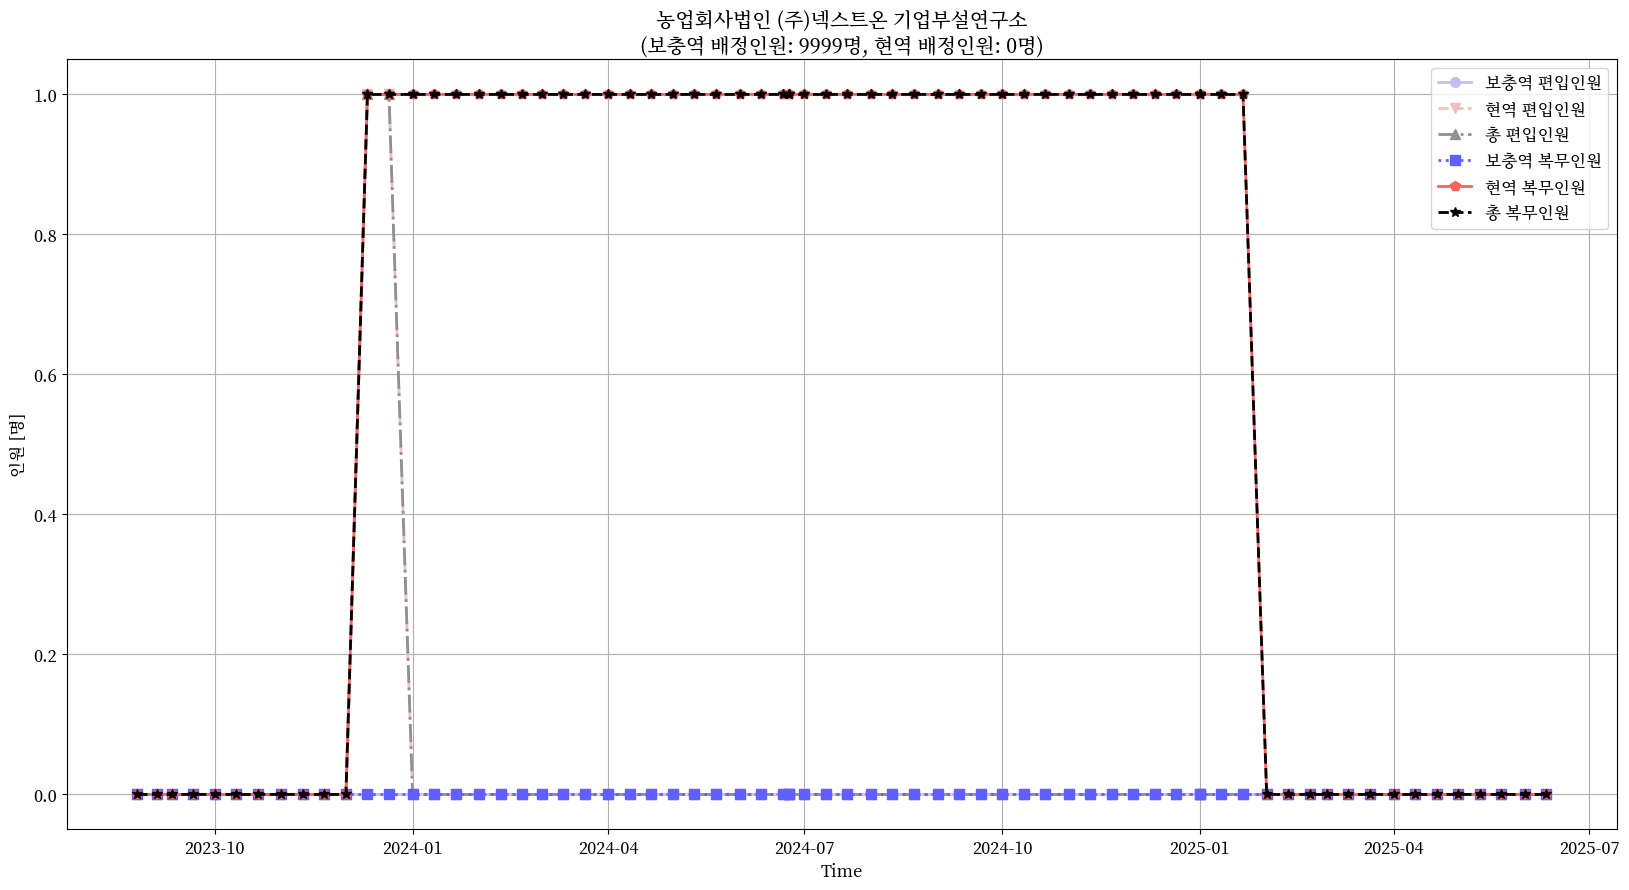 농업회사법인 (주)넥스트온 기업부설연구소
(보충역 배정인원: 9999명, 현역 배정인원: 0명)
보충역 편입인원
현역 편입인원
총 편입인원
보충역 복무인원
현역 복무인원
총 복무인원
인원 [명]
1.0
0.8
0.6
0.4
0.2
0.0
2023-10
2024-01
2024-04
2024-07
2024-10
2025-01
2025-04
2025-07
Time